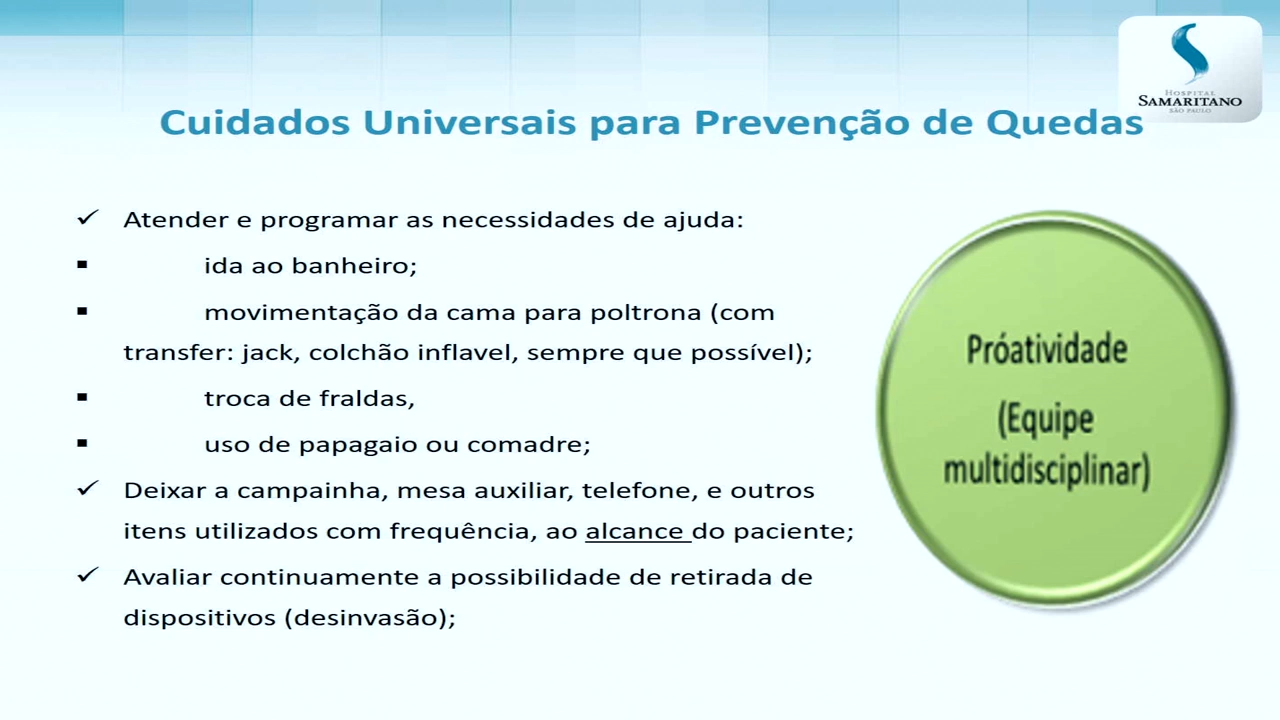 HOSPITAL
SAMARITANO
SÃO PAULO
Cuidados Universais para Prevenção de Quedas
✓ Atender e programar as necessidades de ajuda:
▪ ida ao banheiro;
▪ movimentação da cama para poltrona (com
transfer: jack, colchão inflavel, sempre que possível);
▪ troca de fraldas,
▪ uso de papagaio ou comadre;
✓ Deixar a campainha, mesa auxiliar, telefone, e outros
itens utilizados com frequência, ao alcance do paciente;
✓ Avaliar continuamente a possibilidade de retirada de
dispositivos (desinvasão);
Próatividade
(Equipe
multidisciplinar)